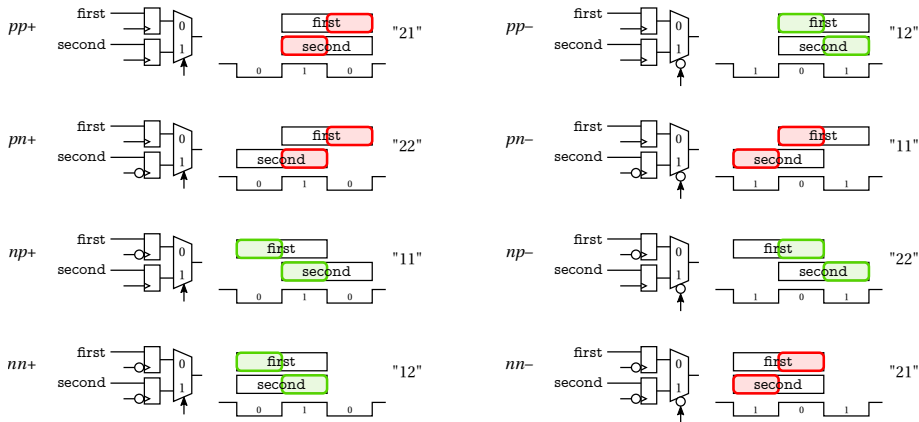 pp+ first second 0 1 first second 0 1 0 "21"
pp– first second 0 1 first second 1 0 1 "12"
pn+ first second 0 1 first second 0 1 0 "22"
pn– first second 0 1 first second 1 0 1 "11"
np+ first second 0 1 first second 0 1 0 "11"
np– first second 0 1 first second 1 0 1 "22"
nn+ first second 0 1 first second 0 1 0 "12"
nn– first second 0 1 first second 1 0 1 "21"